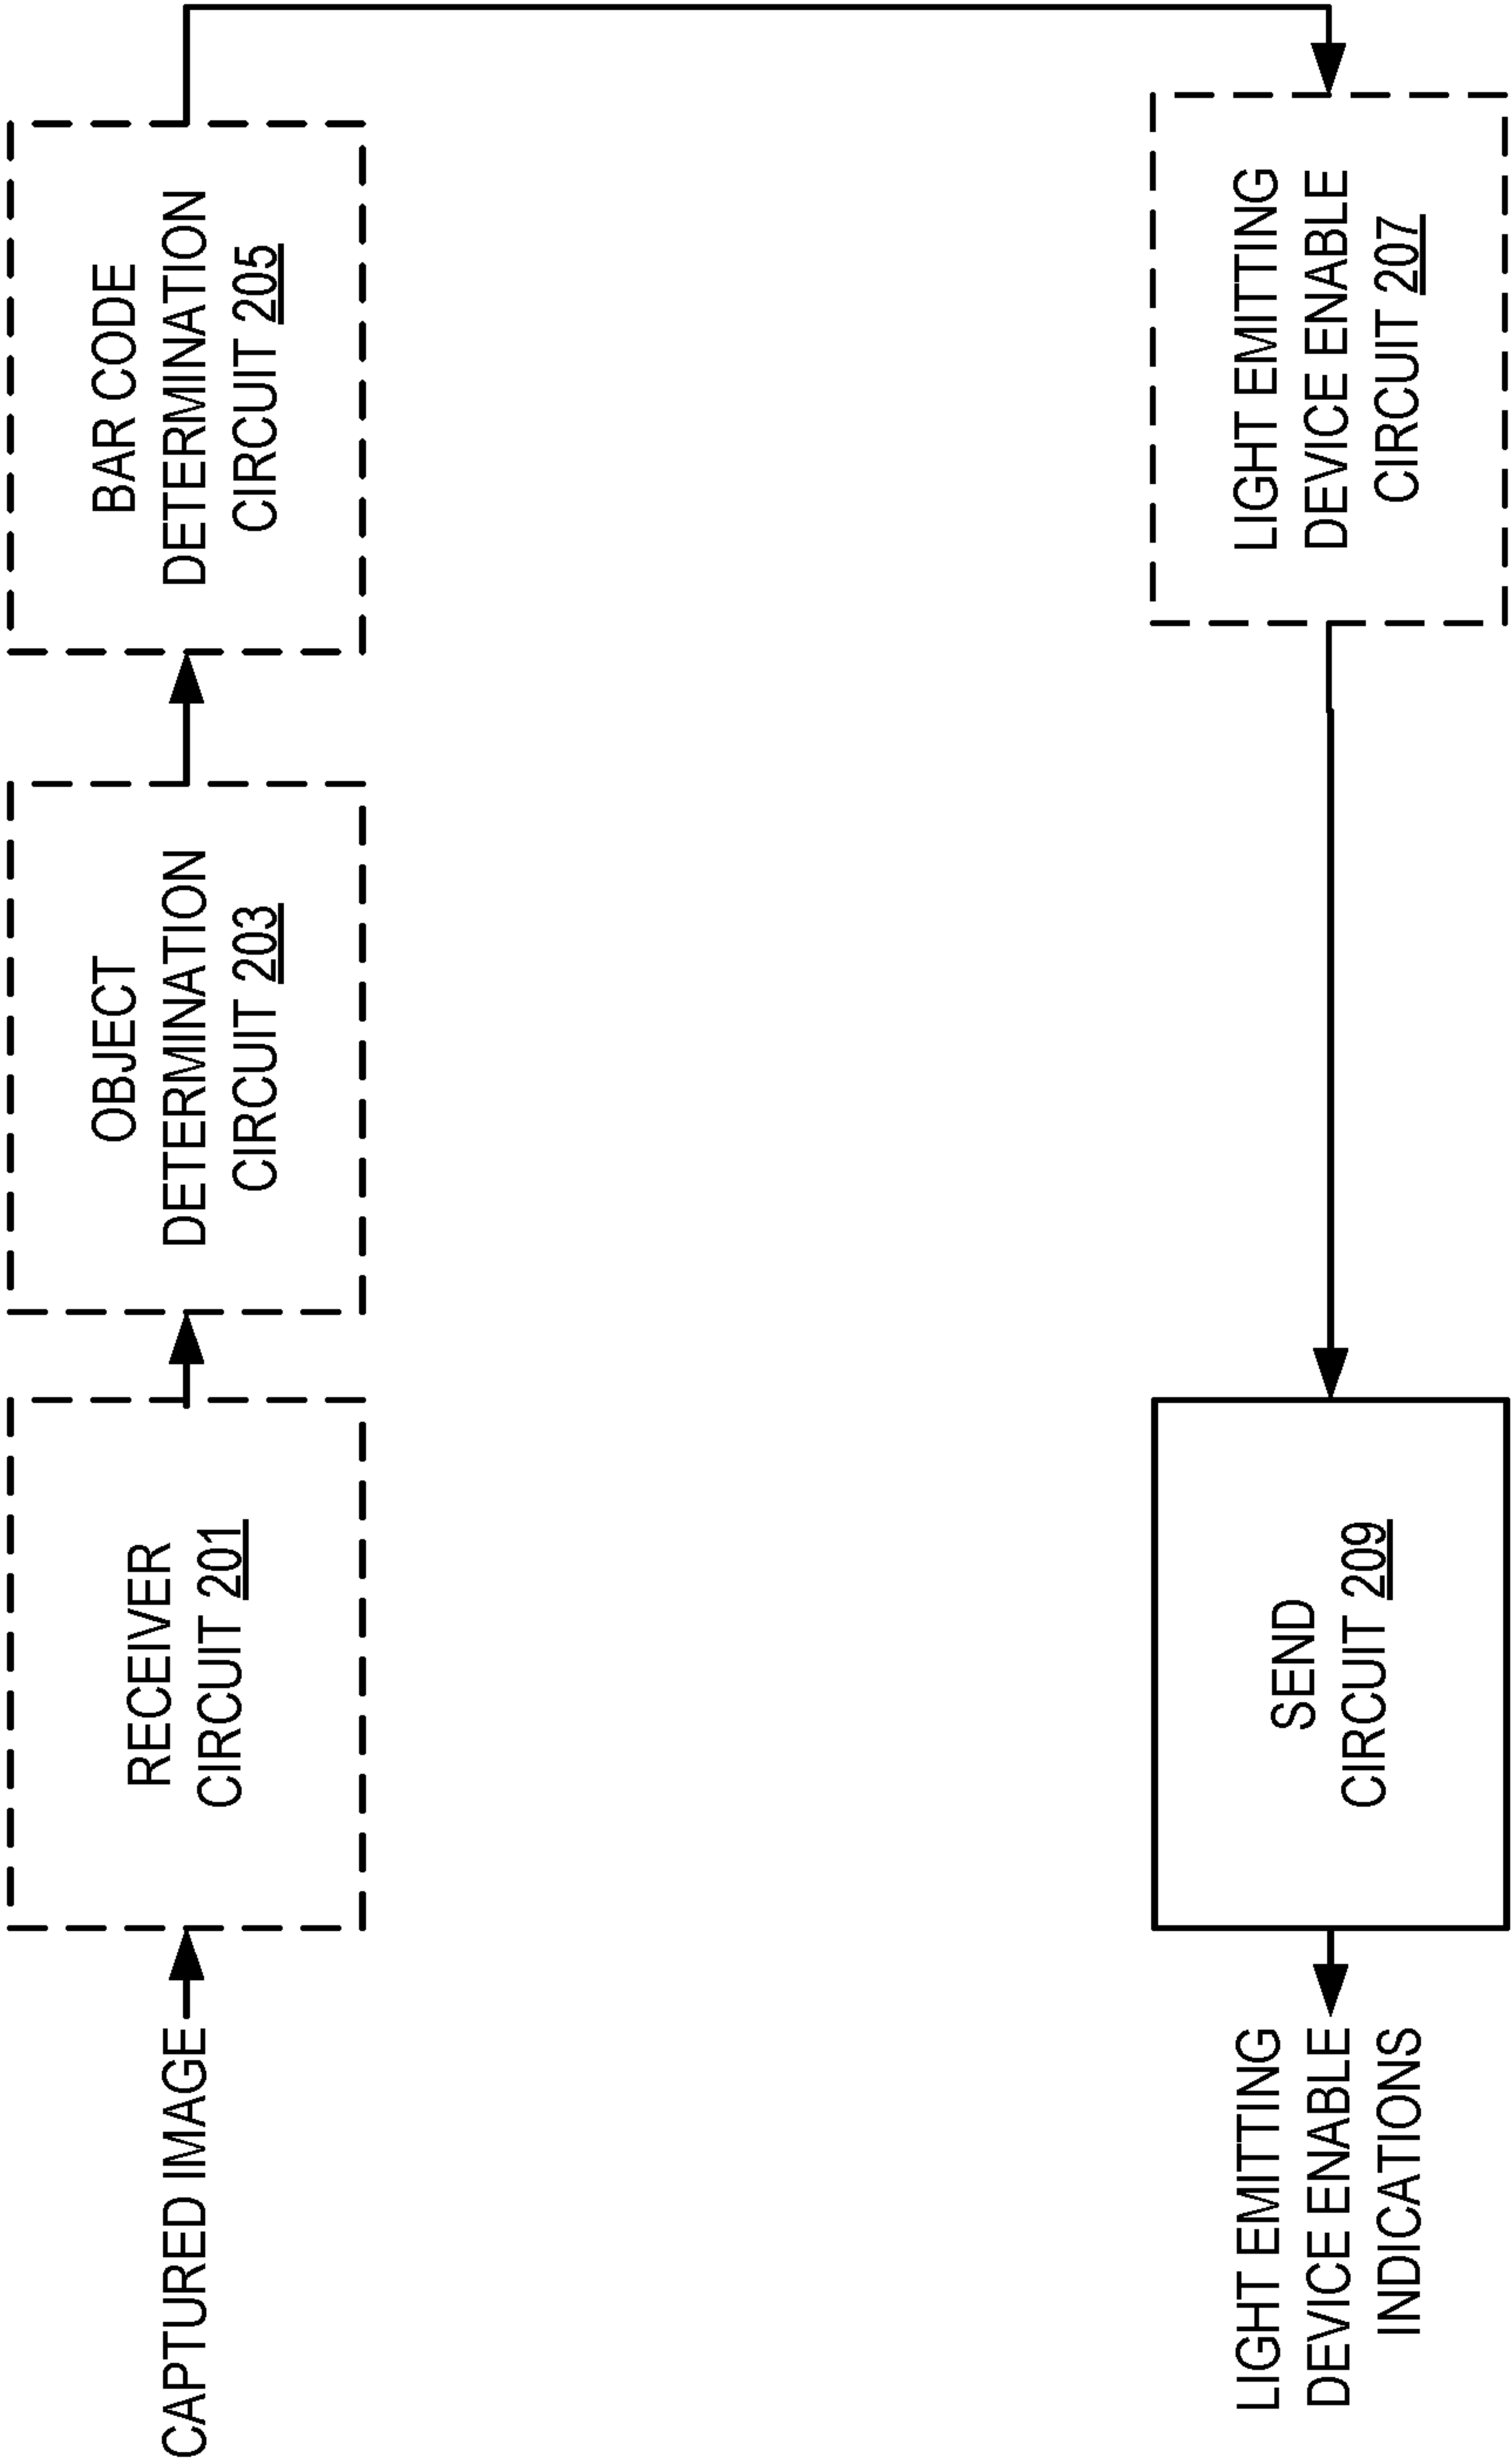 CAPTURED IMAGE
RECEIVER
CIRCUIT 201
OBJECT
DETERMINATION
CIRCUIT 203
BAR CODE
DETERMINATION
CIRCUIT 205
LIGHT EMITTING
DEVICE ENABLE
CIRCUIT 207
SEND
CIRCUIT 209
LIGHT EMITTING
DEVICE ENABLE
INDICATIONS